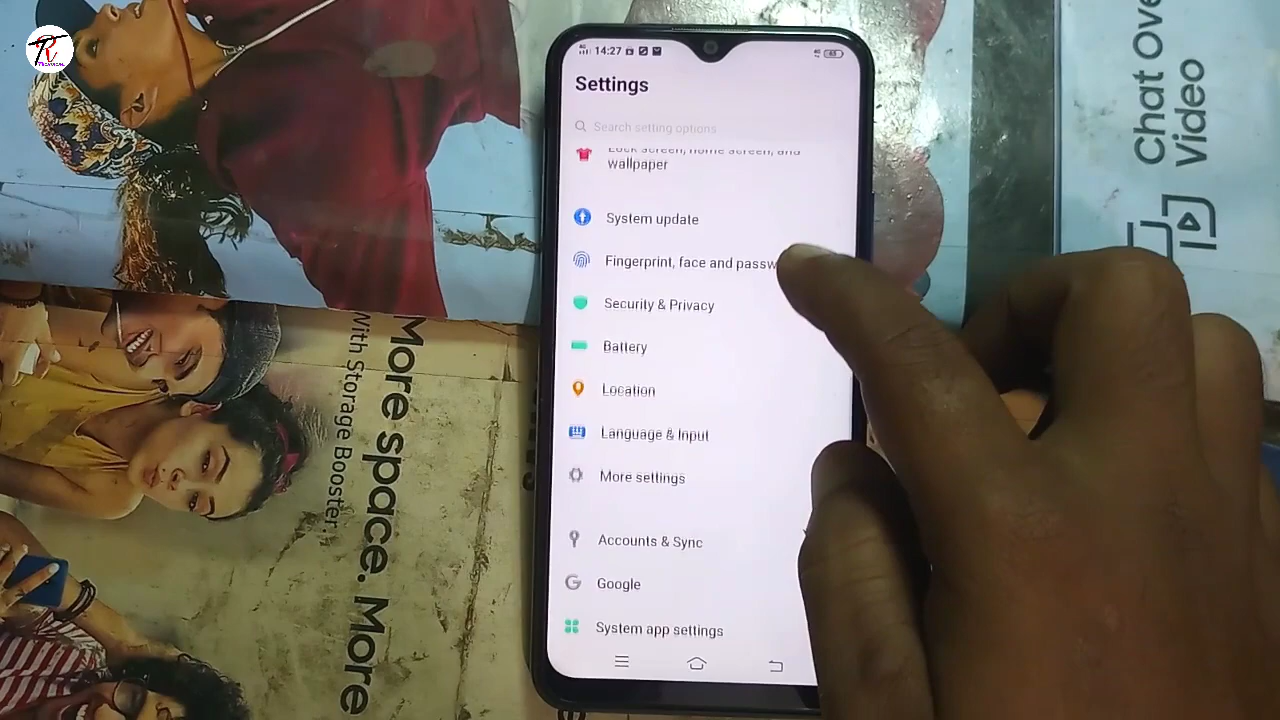 14:27
Settings
Search setting options
Lock screen, home screen, and
wallpaper
System update
Fingerprint, face and passw
Security & Privacy
Battery
Location
Language & Input
More settings
Accounts & Sync
Google
System app settings
More space. More
With Storage Booster.
Chat Ove
Video